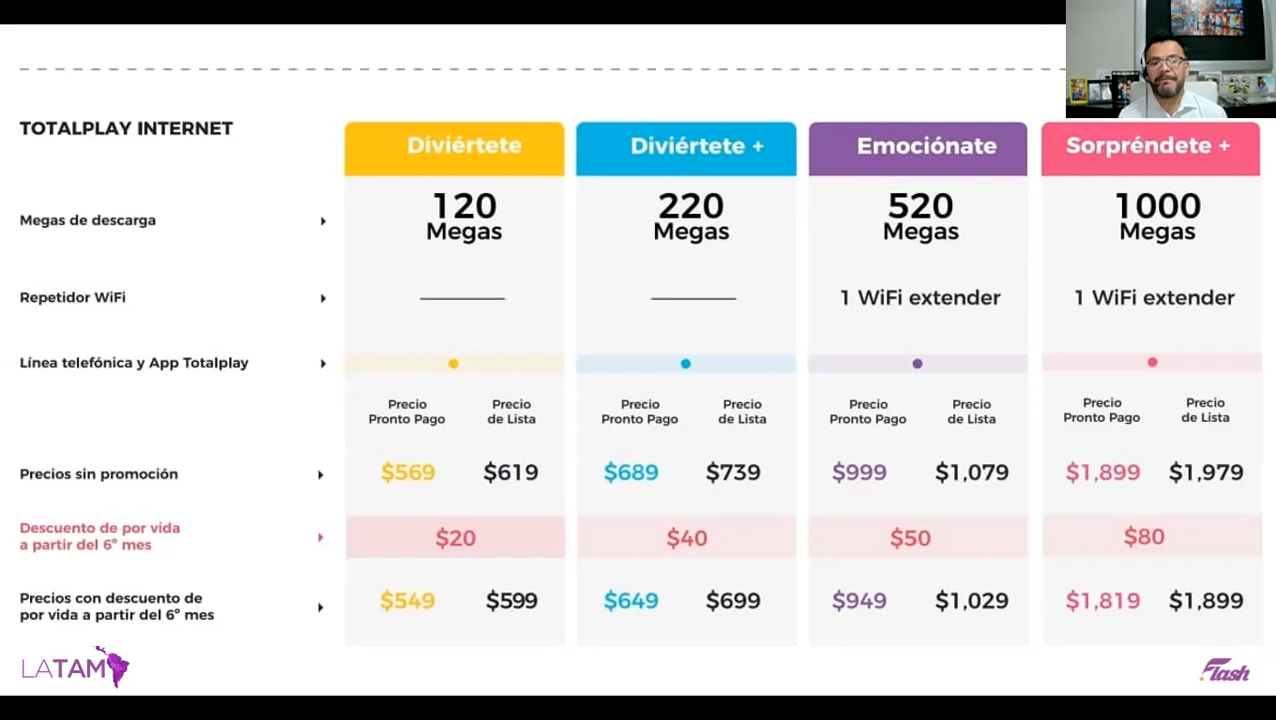 TOTALPLAY INTERNET
Diviértete
Diviértete +
Emociónate
Sorpréndete +
Megas de descarga
120
Megas
220
Megas
520
Megas
1000
Megas
Repetidor WiFi
1 WiFi extender
1 WiFi extender
Línea telefónica y App Totalplay
Precio
Pronto Pago
Precio
de Lista
Precio
Pronto Pago
Precio
de Lista
Precio
Pronto Pago
Precio
de Lista
Precio
Pronto Pago
Precio
de Lista
Precios sin promoción
$569
$619
$689
$739
$999
$1,079
$1,899
$1,979
Descuento de por vida
a partir del 6º mes
$20
$40
$50
$80
Precios con descuento de
por vida a partir del 6º mes
$549
$599
$649
$699
$949
$1,029
$1,819
$1,899
LATAM
Flash